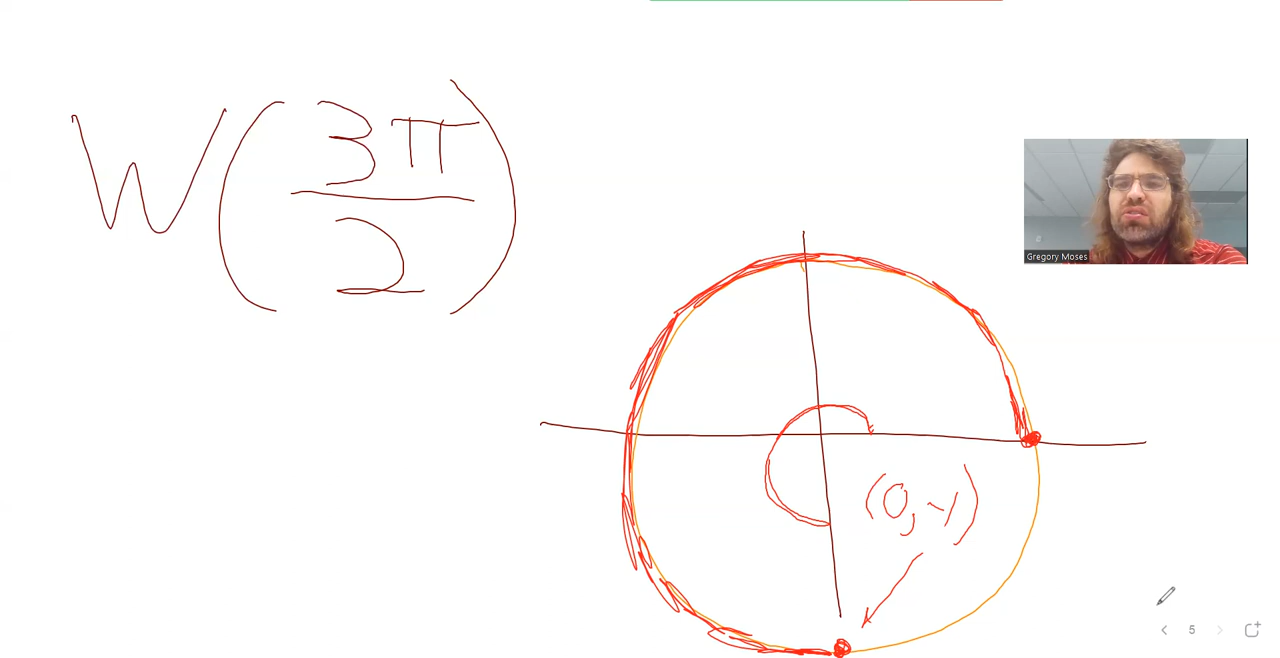 W(3π/2)
Gregory Moses
(0, -1)
5